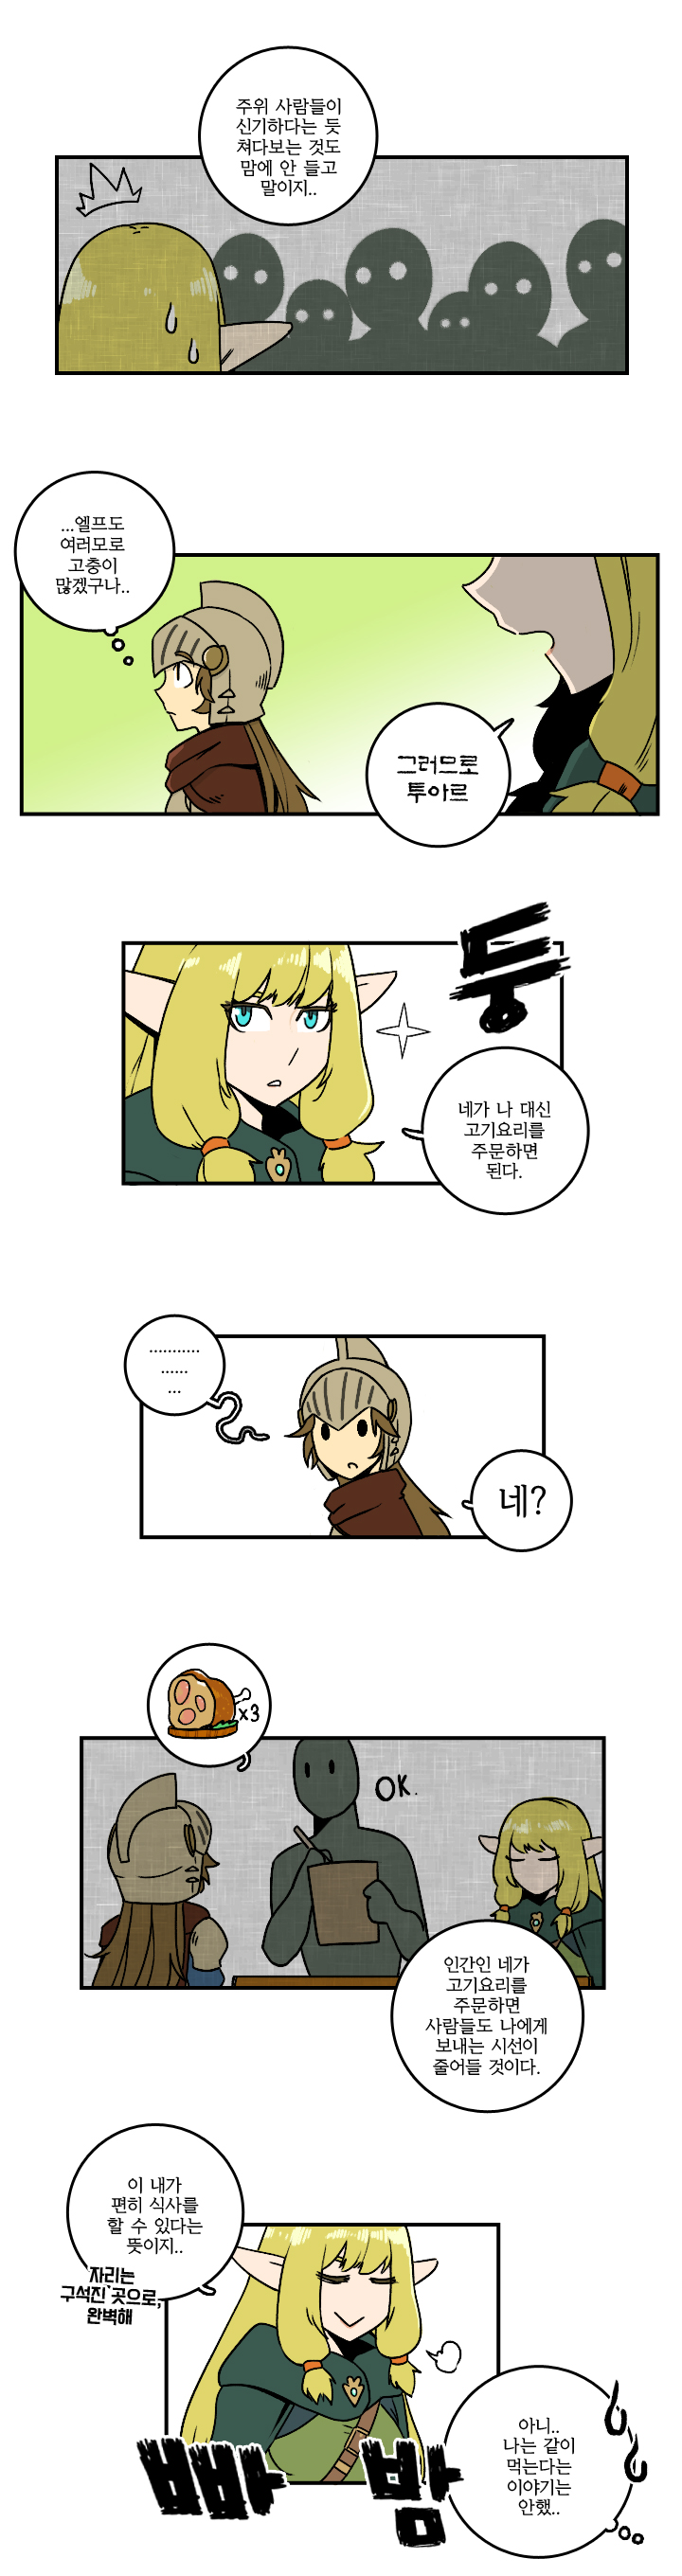 주위 사람들이
신기하다는 듯
쳐다보는 것도
맘에 안 들고
말이지..
...엘프도
여러모로
고충이
많겠구나..
그러므로
투아르
두-
네가 나 대신
고기요리를
주문하면
된다.
...........
......
...
네?
x3
OK.
인간인 네가
고기요리를
주문하면
사람들도 나에게
보내는 시선이
줄어들 것이다.
이 내가
편히 식사를
할 수 있다는
뜻이지..
자리는
구석진 곳으로,
완벽해
빠밤
아니..
나는 같이
먹는다는
이야기는
안했..